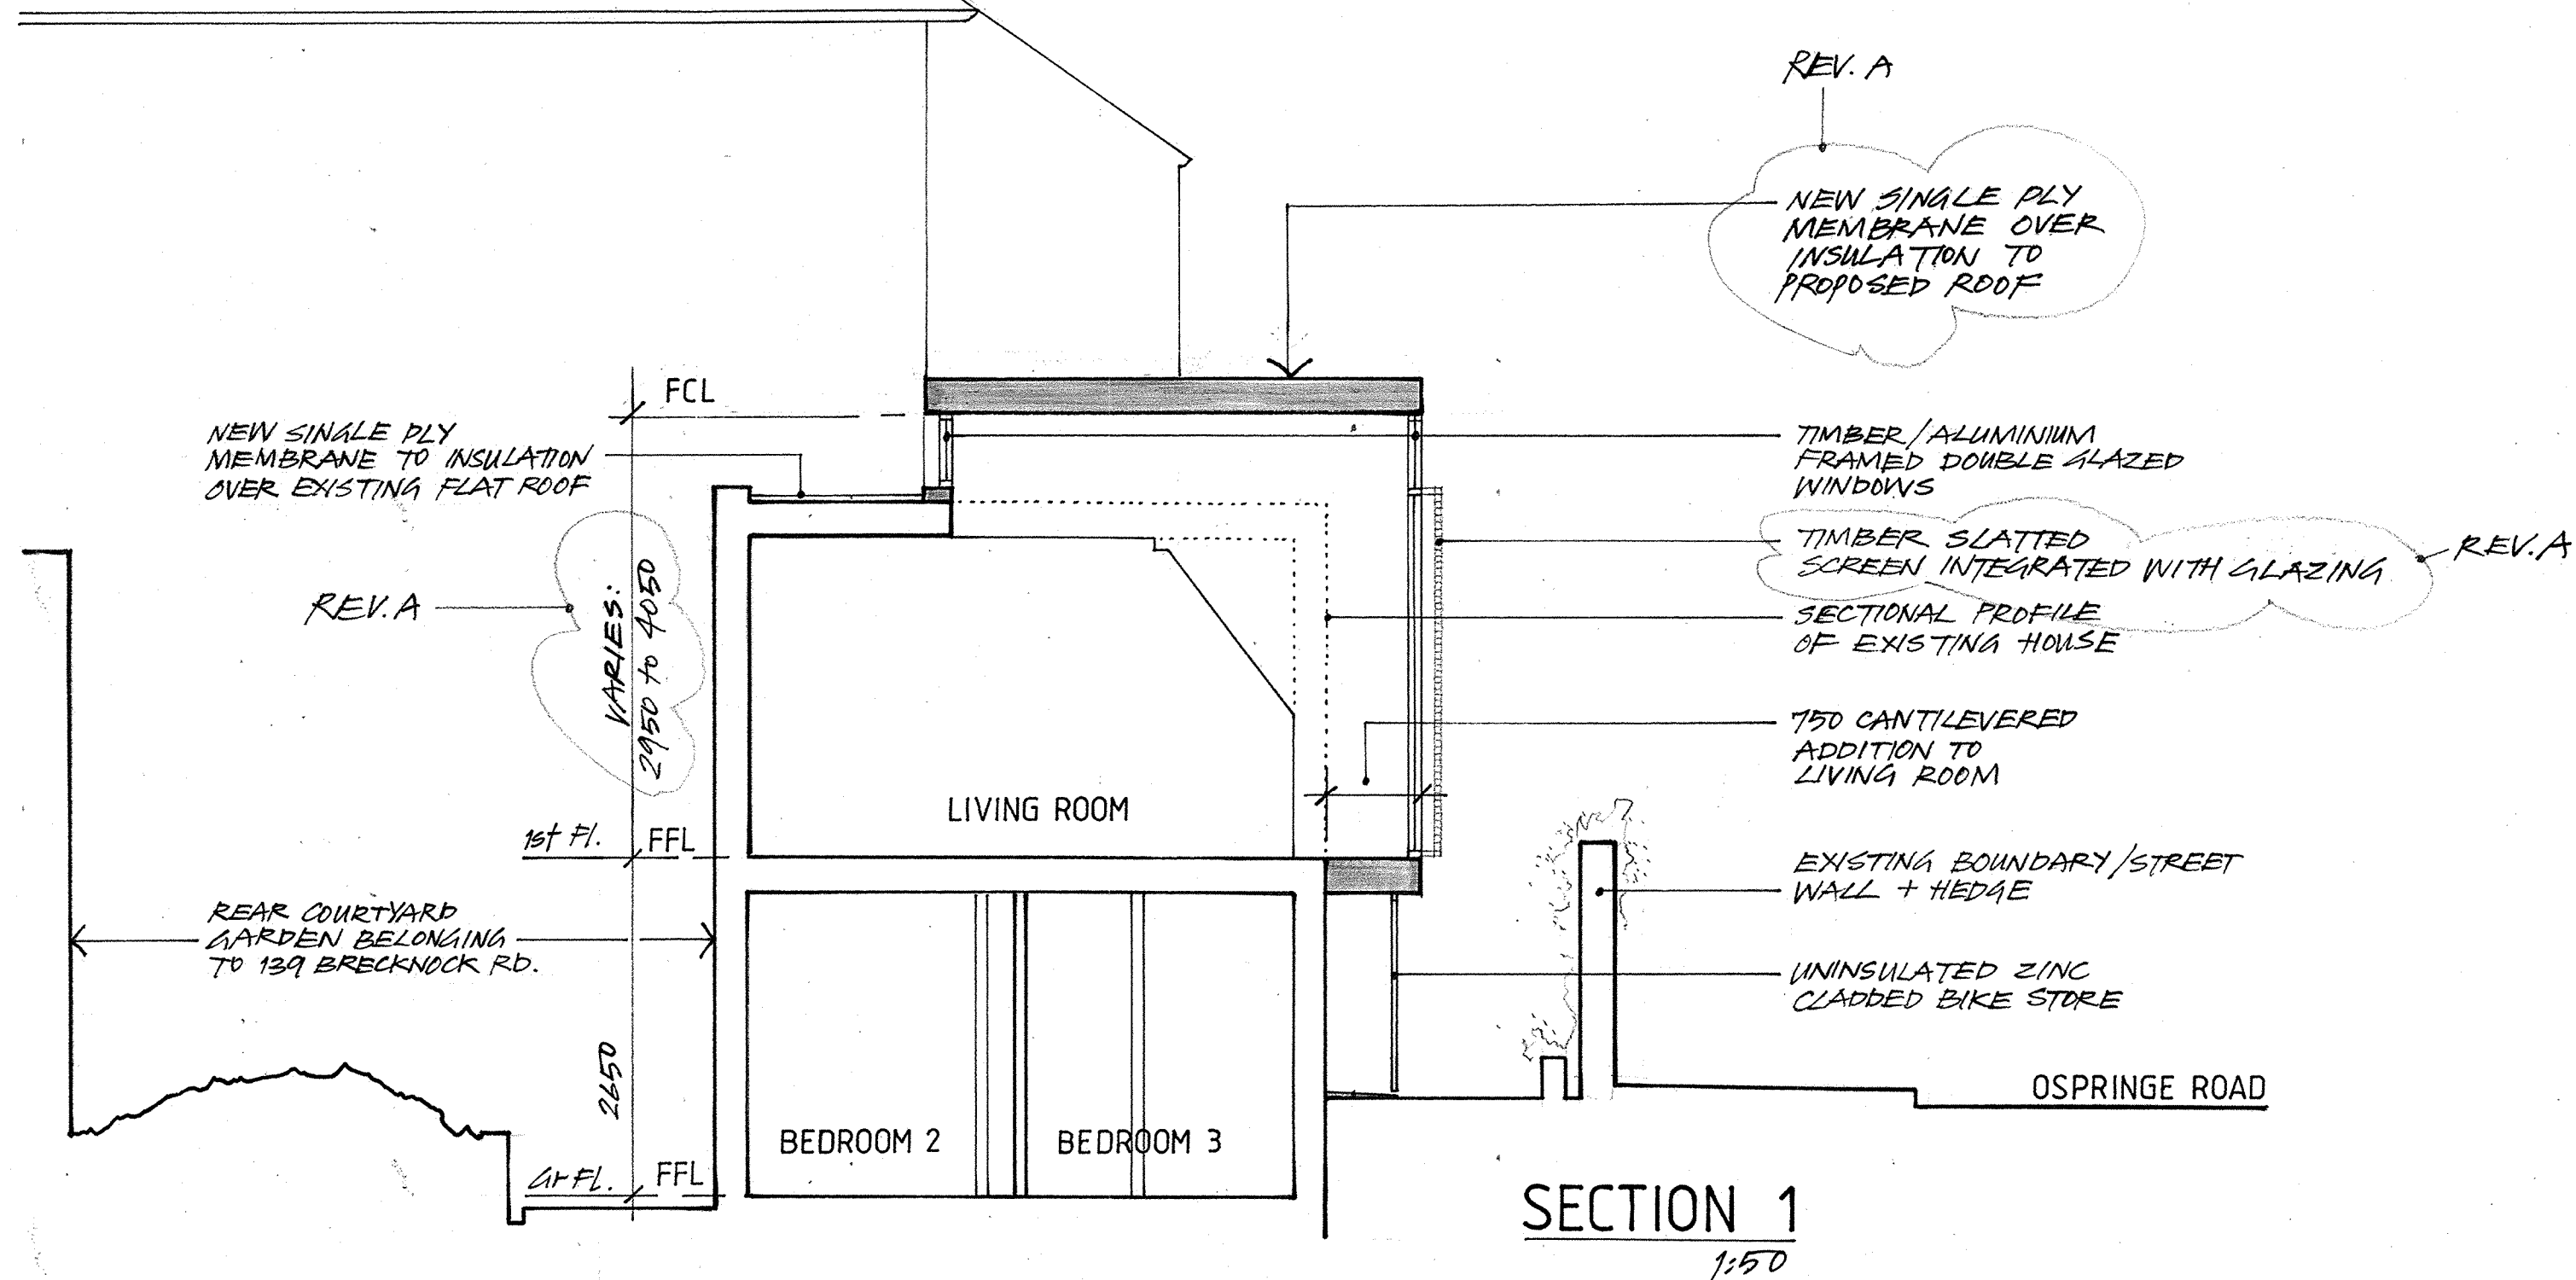 REV. A
NEW SINGLE PLY
MEMBRANE OVER
INSULATION TO
PROPOSED ROOF
FCL
NEW SINGLE PLY
MEMBRANE TO INSULATION
OVER EXISTING FLAT ROOF
TIMBER/ALUMINIUM
FRAMED DOUBLE GLAZED
WINDOWS
TIMBER SLATTED
SCREEN INTEGRATED WITH GLAZING
REV. A
REV. A
VARIES:
2950 to 4050
SECTIONAL PROFILE
OF EXISTING HOUSE
750 CANTILEVERED
ADDITION TO
LIVING ROOM
LIVING ROOM
1st Fl. FFL
EXISTING BOUNDARY/STREET
WALL + HEDGE
REAR COURTYARD
GARDEN BELONGING
TO 139 BRECKNOCK RD.
UNINSULATED ZINC
CLADDED BIKE STORE
2650
OSPRINGE ROAD
BEDROOM 2
BEDROOM 3
Gr Fl. FFL
SECTION 1
1:50